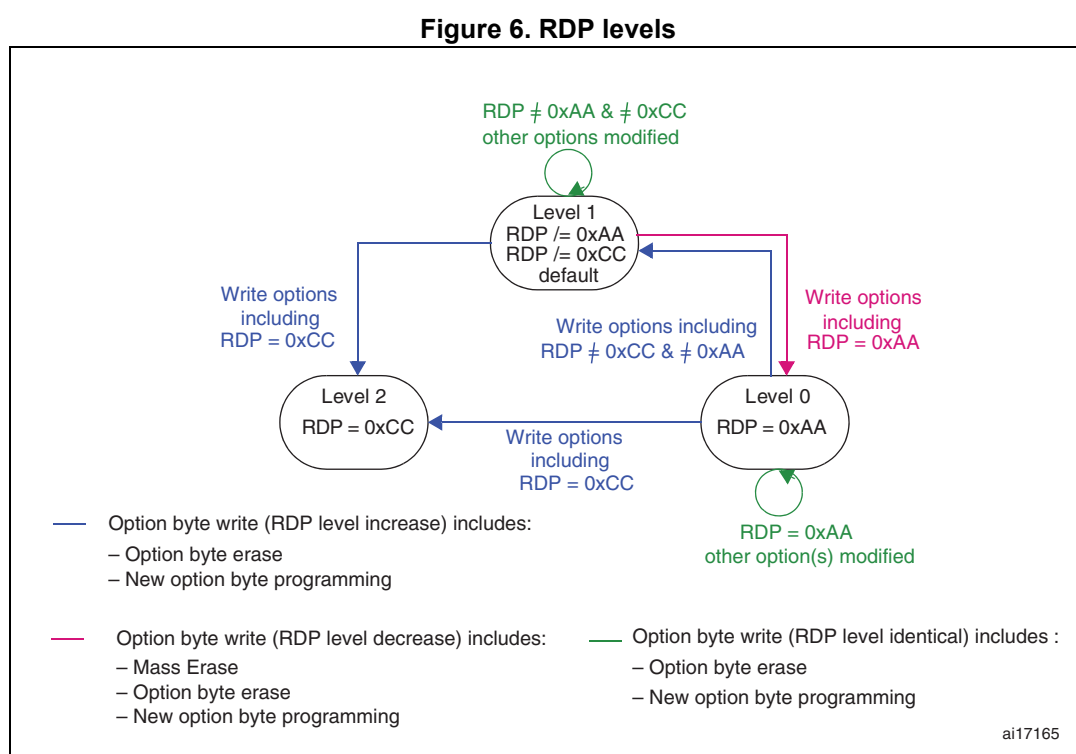 Figure 6. RDP levels
RDP ≠ 0xAA & ≠ 0xCC
other options modified
Level 1
RDP /= 0xAA
RDP /= 0xCC
default
Write options
including
RDP = 0xCC
Write options including
RDP ≠ 0xCC & ≠ 0xAA
Write options
including
RDP = 0xAA
Level 2
RDP = 0xCC
Level 0
RDP = 0xAA
Write options
including
RDP = 0xCC
RDP = 0xAA
other option(s) modified
Option byte write (RDP level increase) includes:
– Option byte erase
– New option byte programming
Option byte write (RDP level decrease) includes:
– Mass Erase
– Option byte erase
– New option byte programming
Option byte write (RDP level identical) includes :
– Option byte erase
– New option byte programming
ai17165